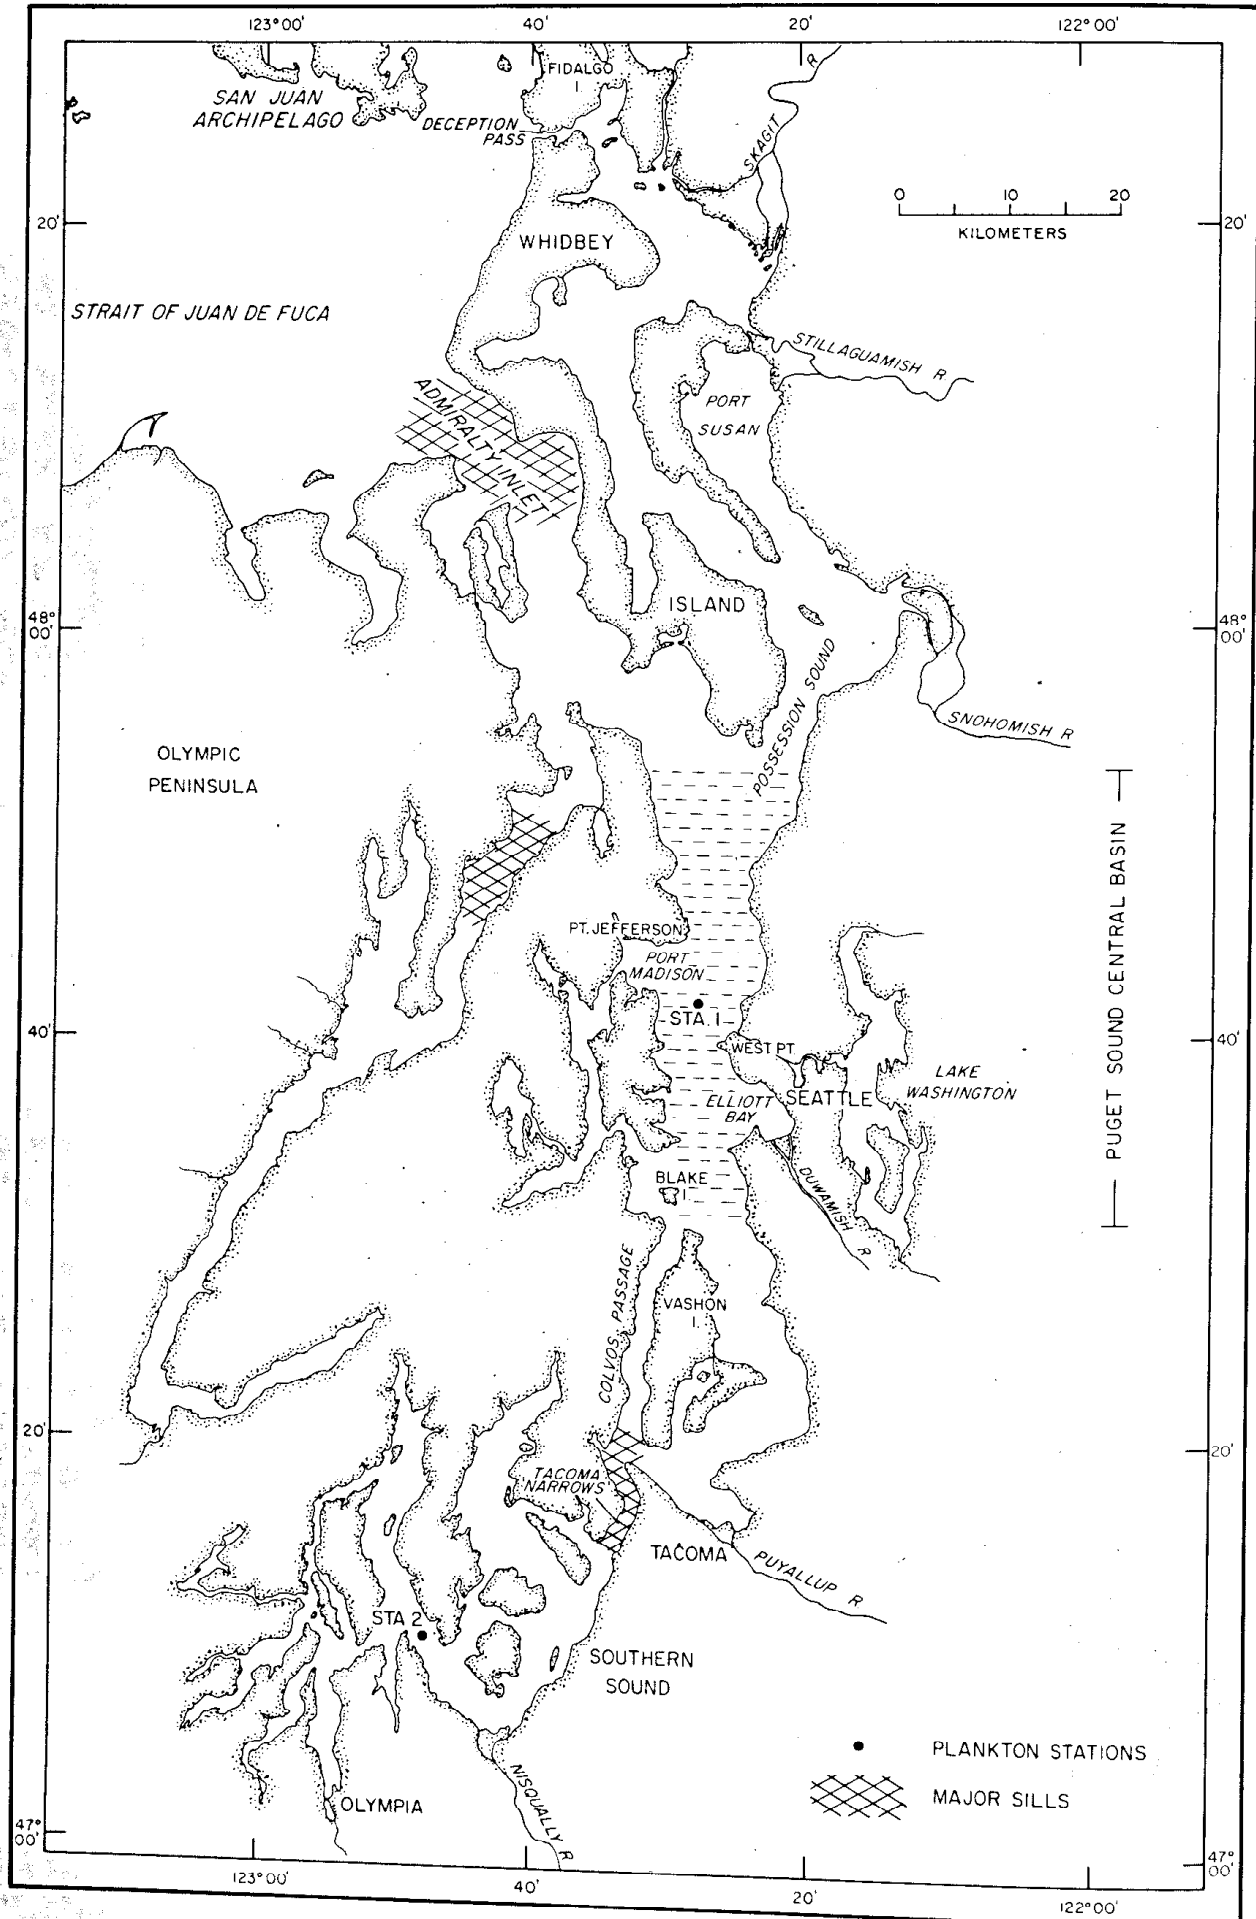 123°00'
40'
20'
122°00'
FIDALGO
I.
SAN JUAN
ARCHIPELAGO
DECEPTION
PASS
SKAGIT R
0 10 20
KILOMETERS
20'
20'
WHIDBEY
STRAIT OF JUAN DE FUCA
STILLAGUAMISH R
ADMIRALTY INLET
PORT
SUSAN
ISLAND
48°
00'
48°
00'
POSSESSION SOUND
SNOHOMISH R
OLYMPIC
PENINSULA
PUGET SOUND CENTRAL BASIN
PT. JEFFERSON
PORT
MADISON
STA. 1
40'
40'
WEST PT.
LAKE
WASHINGTON
ELLIOTT
BAY
SEATTLE
DUWAMISH R
BLAKE
I.
COLVOS PASSAGE
VASHON
I.
20'
20'
TACOMA
NARROWS
TACOMA
PUYALLUP R
STA 2
SOUTHERN
SOUND
NISQUALLY R
OLYMPIA
PLANKTON STATIONS
MAJOR SILLS
47°
00'
47°
00'
123°00'
40'
20'
122°00'